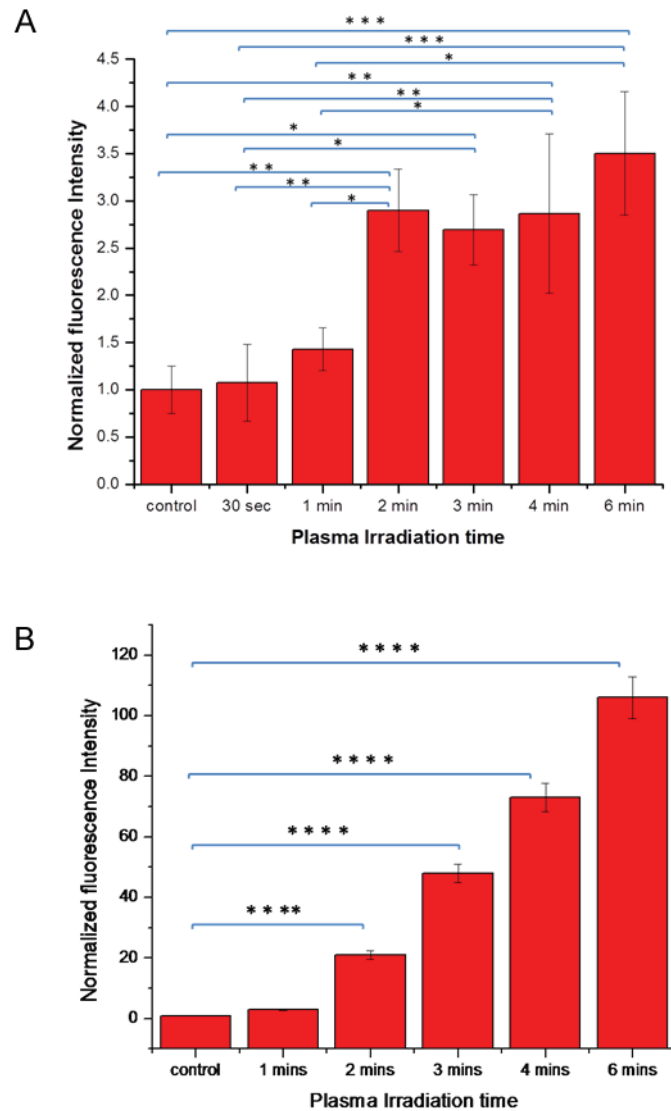 A
* * *
* * *
*
* *
* *
*
*
*
* *
* *
*
4.5
4.0
3.5
3.0
2.5
2.0
1.5
1.0
0.5
0.0
Normalized fluorescence Intensity
control 30 sec 1 min 2 min 3 min 4 min 6 min
Plasma Irradiation time
B
* * * *
* * * *
* * * *
* * **
120
100
80
60
40
20
0
Normalized fluorescence Intensity
control 1 mins 2 mins 3 mins 4 mins 6 mins
Plasma Irradiation time